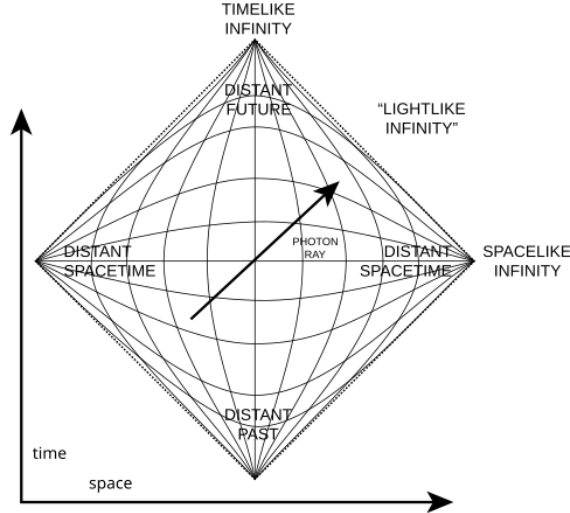 TIMELIKE
INFINITY
DISTANT
FUTURE
“LIGHTLIKE
INFINITY”
PHOTON
RAY
DISTANT
SPACETIME
DISTANT
SPACETIME
SPACELIKE
INFINITY
DISTANT
PAST
time
space